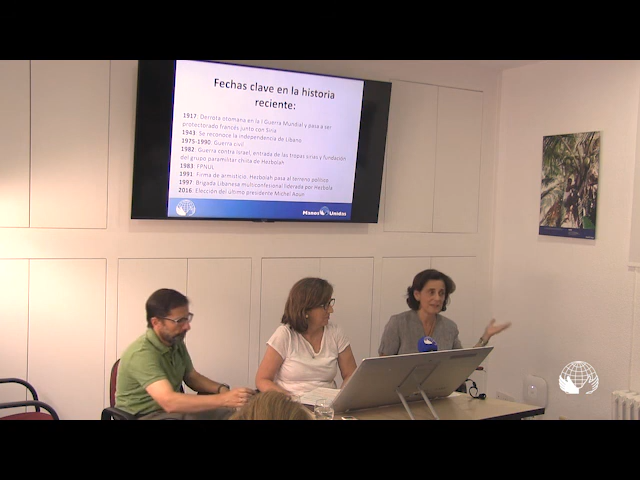 Fechas clave en la historia
reciente:
1917: Derrota otomana en la I Guerra Mundial y pasa a ser
protectorado francés junto con Siria
1943: Se reconoce la independencia de Líbano
1975-1990: Guerra civil
1982: Guerra contra Israel, entrada de las tropas sirias y fundación
del grupo paramilitar chiita de Hezbolah
1983: FPNUL
1991: Firma de armisticio. Hezbolah pasa al terreno político
1997: Brigada Libanesa multiconfesional liderada por Hezbola
2016: Elección del último presidente Michel Aoun
Manos Unidas